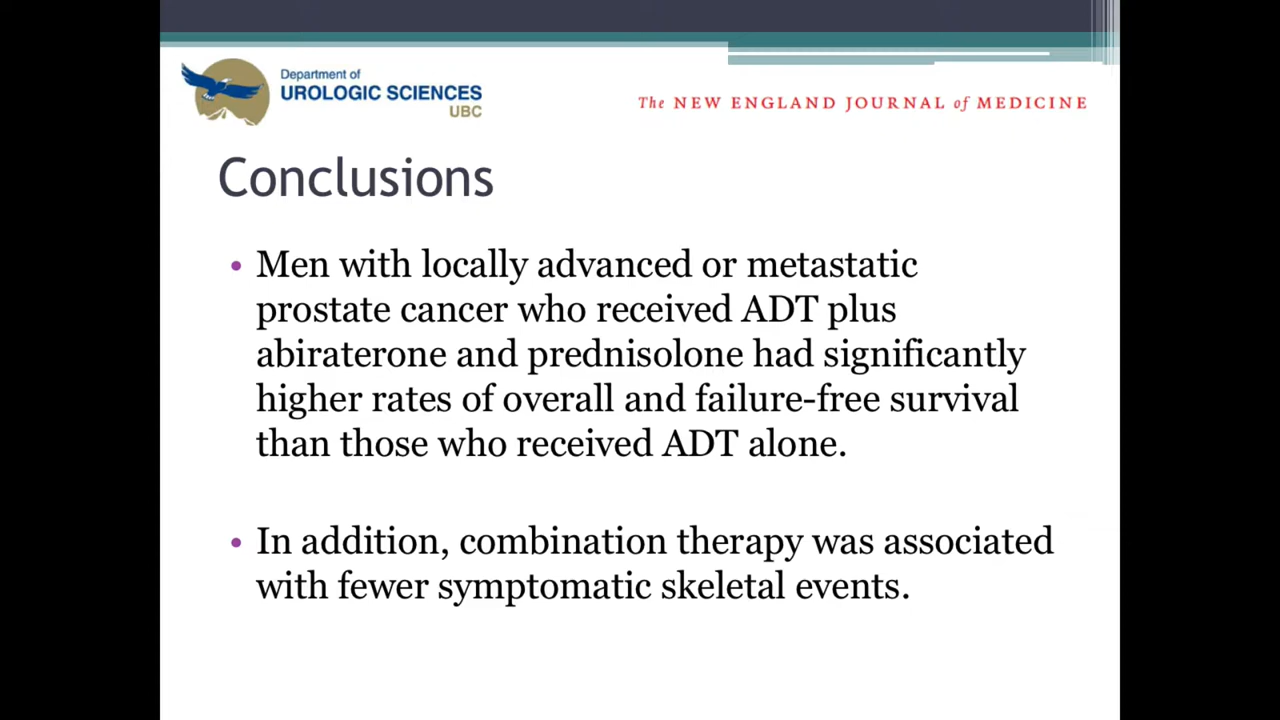 Department of
UROLOGIC SCIENCES
UBC
The NEW ENGLAND JOURNAL of MEDICINE
Conclusions
• Men with locally advanced or metastatic
prostate cancer who received ADT plus
abiraterone and prednisolone had significantly
higher rates of overall and failure-free survival
than those who received ADT alone.
• In addition, combination therapy was associated
with fewer symptomatic skeletal events.